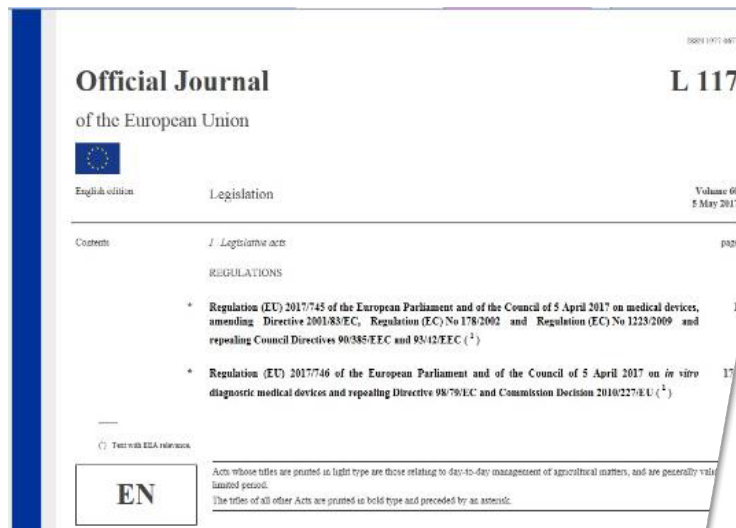 Official Journal
L 117
of the European Union
English edition
Legislation
5 May 2017
Contents
I Legislative acts
REGULATIONS
* Regulation (EU) 2017/745 of the European Parliament and of the Council of 5 April 2017 on medical devices,
amending Directive 2001/83/EC, Regulation (EC) No 178/2002 and Regulation (EC) No 1223/2009 and
repealing Council Directives 90/385/EEC and 93/42/EEC (1)
* Regulation (EU) 2017/746 of the European Parliament and of the Council of 5 April 2017 on in vitro
diagnostic medical devices and repealing Directive 98/79/EC and Commission Decision 2010/227/EU (1)
(1) Text with EEA relevance.
EN
Acts whose titles are printed in light type are those relating to day-to-day management of agricultural matters, and are generally
limited period.
The titles of all other Acts are printed in bold type and preceded by an asterisk.